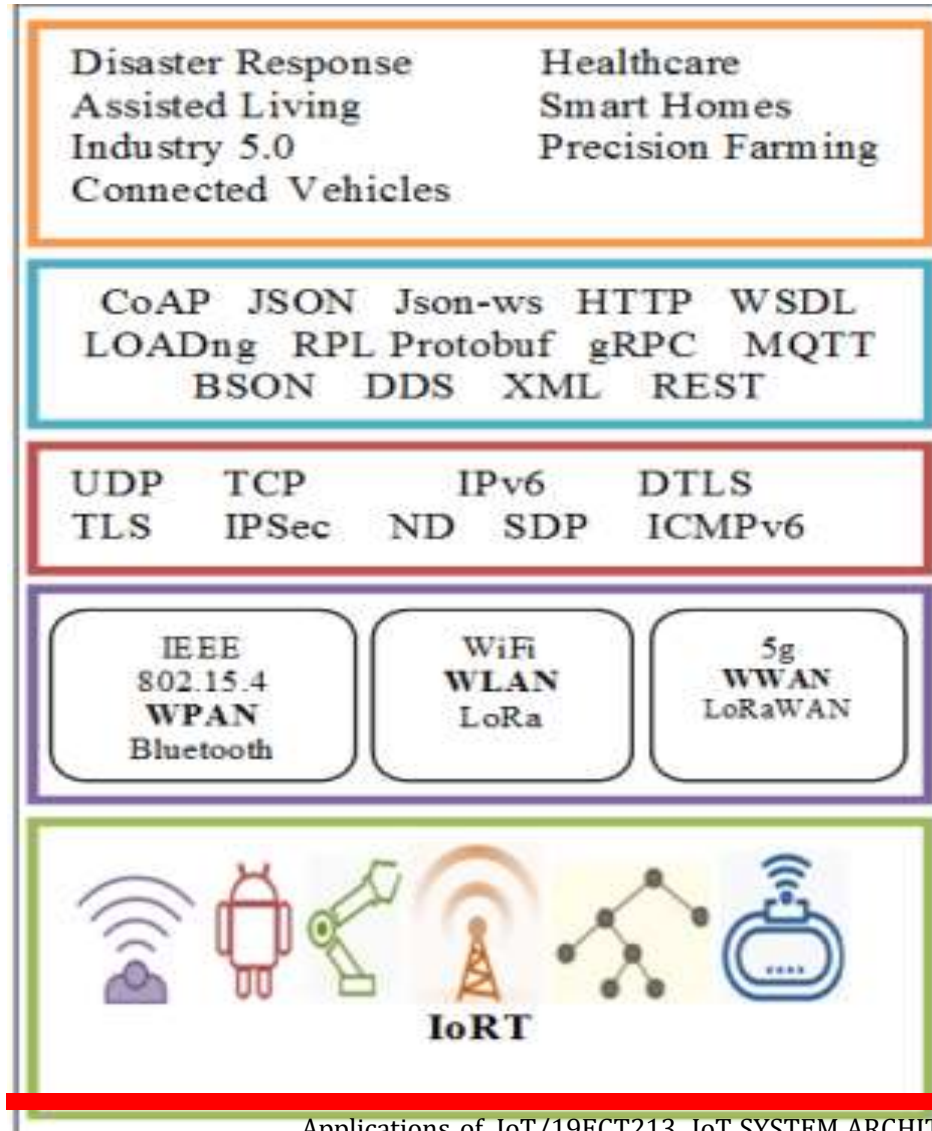 Disaster Response Healthcare
Assisted Living Smart Homes
Industry 5.0 Precision Farming
Connected Vehicles
CoAP JSON Json-ws HTTP WSDL
LOADng RPL Protobuf gRPC MQTT
BSON DDS XML REST
UDP TCP IPv6 DTLS
TLS IPSec ND SDP ICMPv6
IEEE
802.15.4
WPAN
Bluetooth
WiFi
WLAN
LoRa
5g
WWAN
LoRaWAN
IoRT
Applications of IoT/19ECT213 IoT SYSTEM ARCHIT